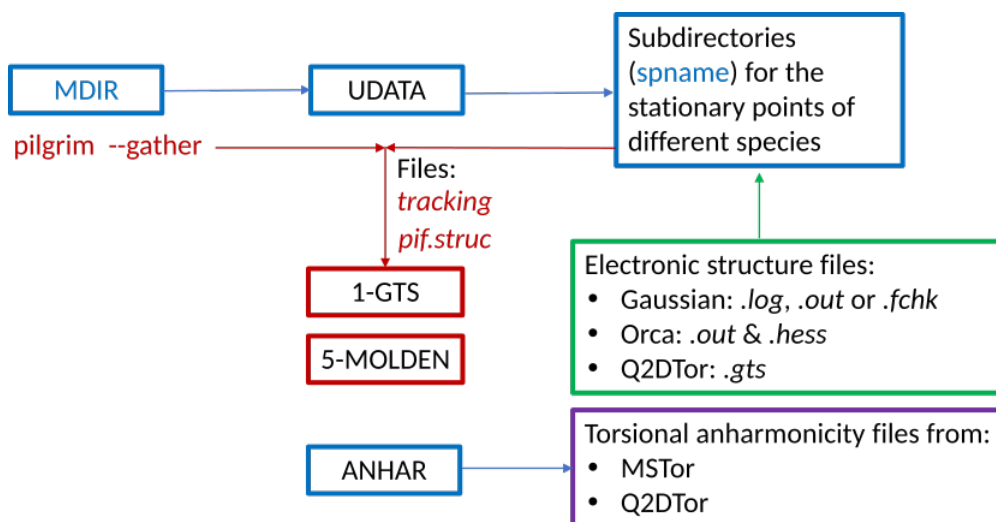 MDIR
UDATA
Subdirectories
(spname) for the
stationary points of
different species
pilgrim --gather
Files:
tracking
pif.struc
1-GTS
5-MOLDEN
Electronic structure files:
• Gaussian: .log, .out or .fchk
• Orca: .out & .hess
• Q2DTor: .gts
ANHAR
Torsional anharmonicity files from:
• MSTor
• Q2DTor